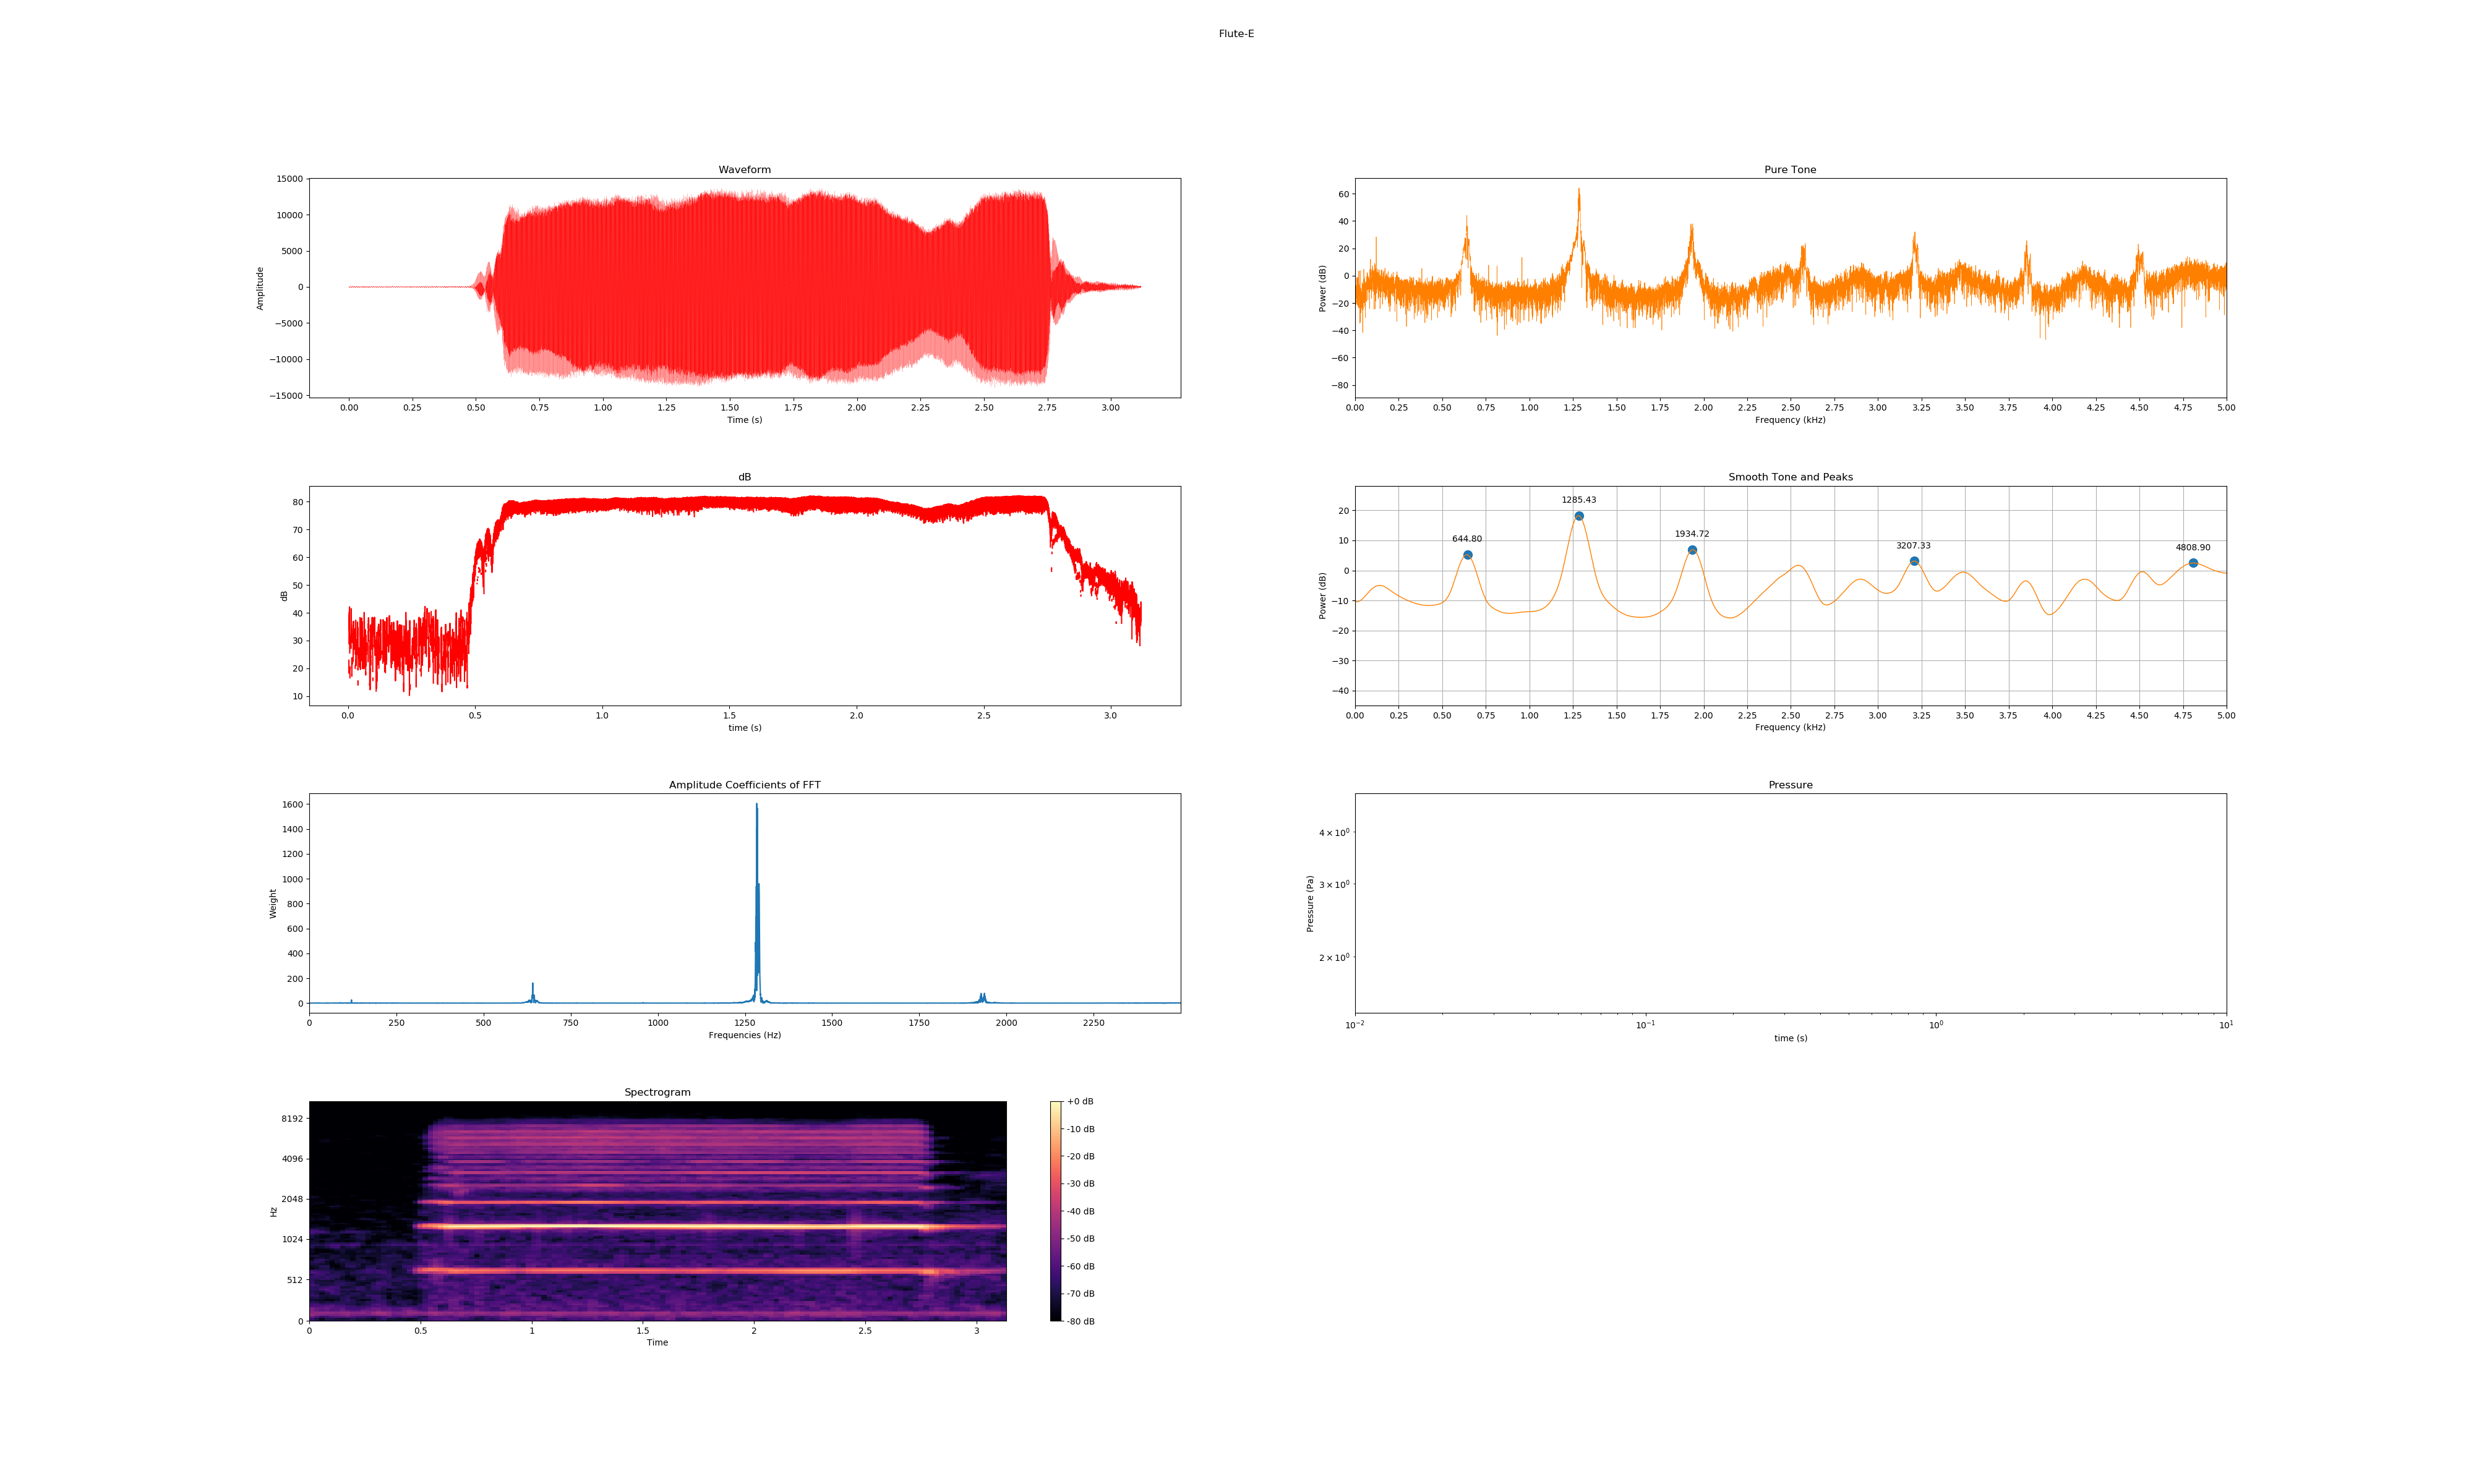 Flute-E
Waveform
15000
10000
5000
0
−5000
−10000
−15000
Amplitude
0.00 0.25 0.50 0.75 1.00 1.25 1.50 1.75 2.00 2.25 2.50 2.75 3.00
Time (s)
Pure Tone
60
40
20
0
−20
−40
−60
−80
Power (dB)
0.00 0.25 0.50 0.75 1.00 1.25 1.50 1.75 2.00 2.25 2.50 2.75 3.00 3.25 3.50 3.75 4.00 4.25 4.50 4.75 5.00
Frequency (kHz)
dB
80
70
60
50
40
30
20
10
dB
0.0 0.5 1.0 1.5 2.0 2.5 3.0
time (s)
Smooth Tone and Peaks
20
10
0
−10
−20
−30
−40
Power (dB)
644.80
1285.43
1934.72
3207.33
4808.90
0.00 0.25 0.50 0.75 1.00 1.25 1.50 1.75 2.00 2.25 2.50 2.75 3.00 3.25 3.50 3.75 4.00 4.25 4.50 4.75 5.00
Frequency (kHz)
Amplitude Coefficients of FFT
1600
1400
1200
1000
800
600
400
200
0
Weight
0 250 500 750 1000 1250 1500 1750 2000 2250
Frequencies (Hz)
Pressure
4 × 10⁰
3 × 10⁰
2 × 10⁰
Pressure (Pa)
10⁻² 10⁻¹ 10⁰ 10¹
time (s)
Spectrogram
8192
4096
2048
1024
512
0
Hz
0 0.5 1 1.5 2 2.5 3
Time
+0 dB
-10 dB
-20 dB
-30 dB
-40 dB
-50 dB
-60 dB
-70 dB
-80 dB